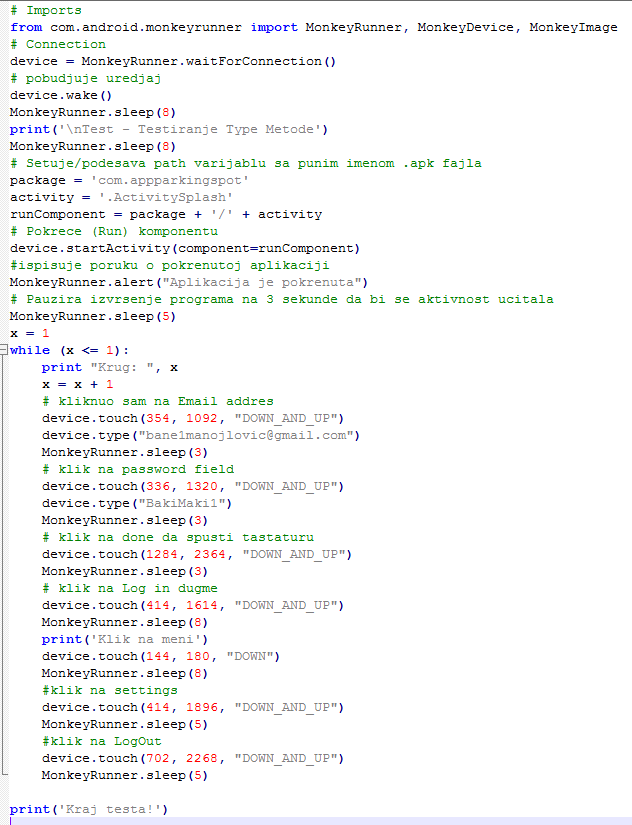 # Imports
from com.android.monkeyrunner import MonkeyRunner, MonkeyDevice, MonkeyImage
# Connection
device = MonkeyRunner.waitForConnection()
# pobudjuje uredjaj
device.wake()
MonkeyRunner.sleep(8)
print('\nTest - Testiranje Type Metode')
MonkeyRunner.sleep(8)
# Setuje/podesava path varijablu sa punim imenom .apk fajla
package = 'com.appparkingspot'
activity = '.ActivitySplash'
runComponent = package + '/' + activity
# Pokrece (Run) komponentu
device.startActivity(component=runComponent)
#ispisuje poruku o pokrenutoj aplikaciji
MonkeyRunner.alert("Aplikacija je pokrenuta")
# Pauzira izvrsenje programa na 3 sekunde da bi se aktivnost ucitala
MonkeyRunner.sleep(5)
x = 1
while (x <= 1):
    print "Krug: ", x
    x = x + 1
    # kliknuo sam na Email addres
    device.touch(354, 1092, "DOWN_AND_UP")
    device.type("bane1manojlovic@gmail.com")
    MonkeyRunner.sleep(3)
    # klik na password field
    device.touch(336, 1320, "DOWN_AND_UP")
    device.type("BakiMaki1")
    MonkeyRunner.sleep(3)
    # klik na done da spusti tastaturu
    device.touch(1284, 2364, "DOWN_AND_UP")
    MonkeyRunner.sleep(3)
    # klik na Log in dugme
    device.touch(414, 1614, "DOWN_AND_UP")
    MonkeyRunner.sleep(8)
    print('Klik na meni')
    device.touch(144, 180, "DOWN")
    MonkeyRunner.sleep(8)
    #klik na settings
    device.touch(414, 1896, "DOWN_AND_UP")
    MonkeyRunner.sleep(5)
    #klik na LogOut
    device.touch(702, 2268, "DOWN_AND_UP")
    MonkeyRunner.sleep(5)
print('Kraj testa!')